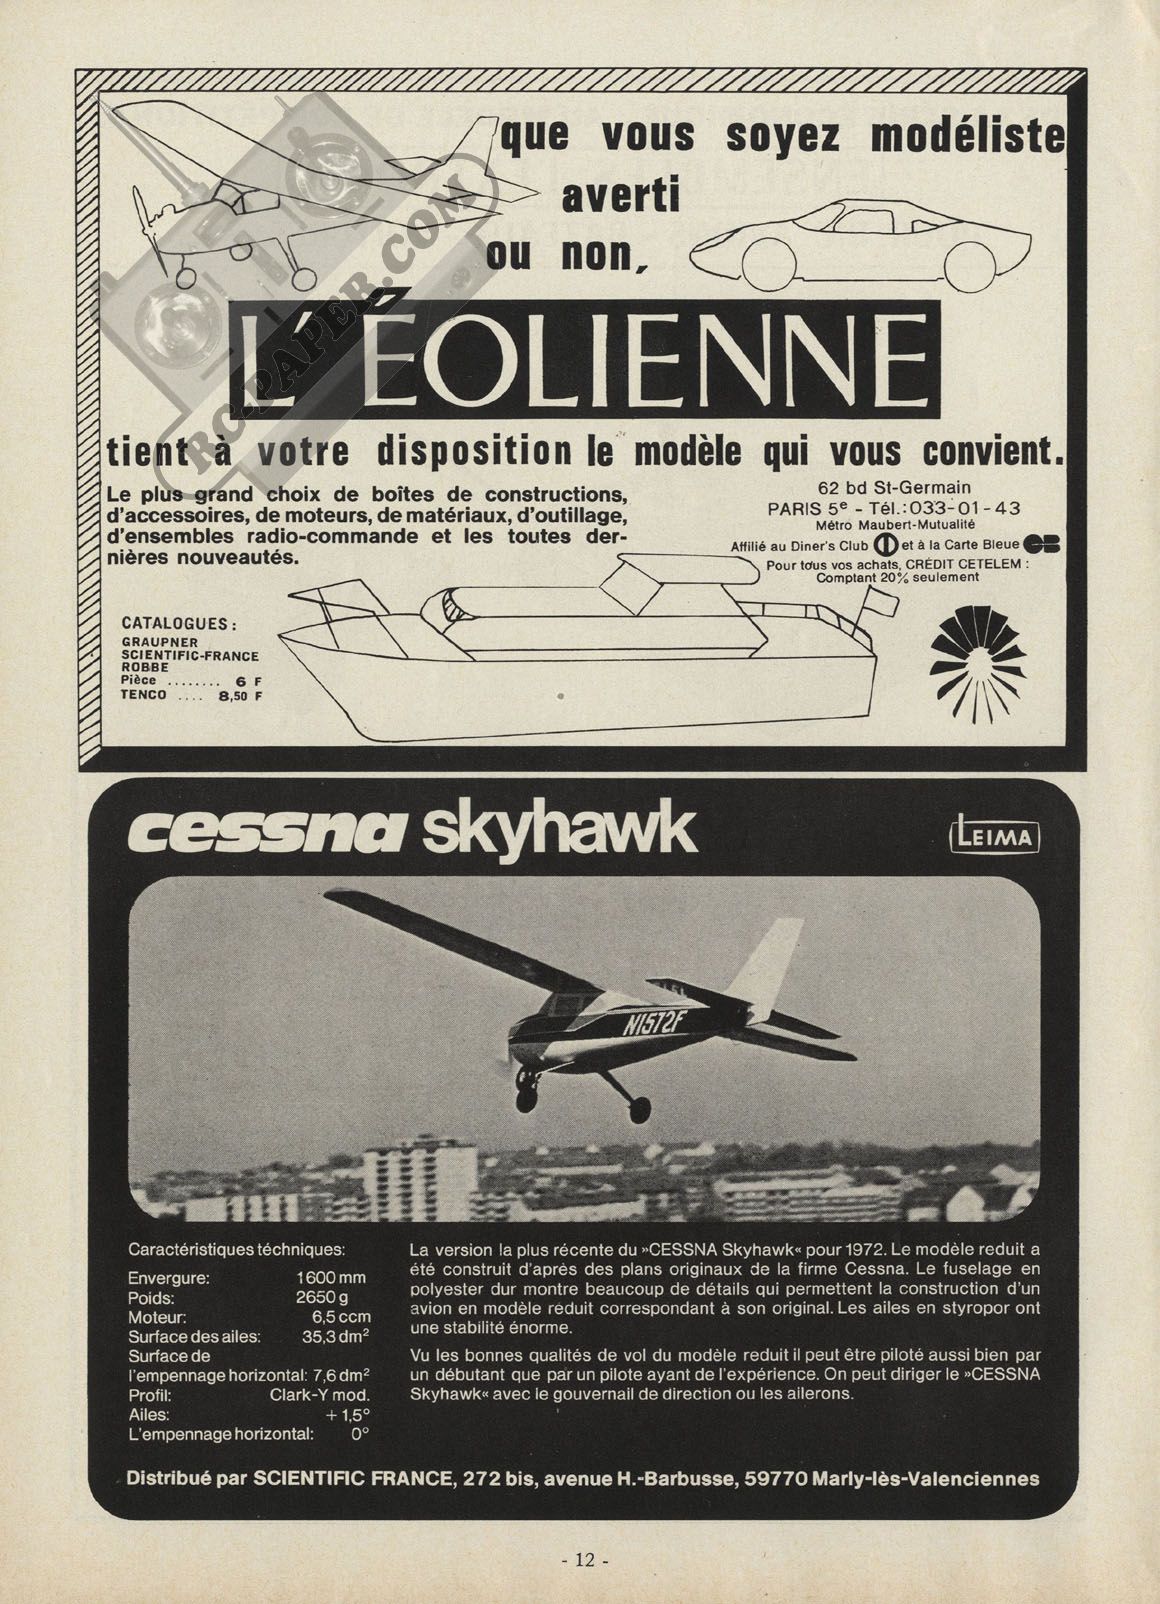 que vous soyez modéliste
averti
ou non,
L'ÉOLIENNE
tient à votre disposition le modèle qui vous convient.
Le plus grand choix de boîtes de constructions,
d'accessoires, de moteurs, de matériaux, d'outillage,
d'ensembles radio-commande et les toutes der-
nières nouveautés.
62 bd St-Germain
PARIS 5e - Tél.: 033-01-43
Métro Maubert-Mutualité
Affilié au Diner's Club et à la Carte Bleue CB
Pour tous vos achats, CRÉDIT CETELEM :
Comptant 20% seulement
CATALOGUES :
GRAUPNER
SCIENTIFIC-FRANCE
ROBBE
Pièce ........ 6 F
TENCO .... 8,50 F
RC-PAPER.COM
cessna skyhawk
LEIMA
N1572F
Caractéristiques téchniques:
Envergure: 1600 mm
Poids: 2650 g
Moteur: 6,5 ccm
Surface des ailes: 35,3 dm²
Surface de
l'empennage horizontal: 7,6 dm²
Profil: Clark-Y mod.
Ailes: + 1,5°
L'empennage horizontal: 0°
La version la plus récente du »CESSNA Skyhawk« pour 1972. Le modèle reduit a
été construit d'aprés des plans originaux de la firme Cessna. Le fuselage en
polyester dur montre beaucoup de détails qui permettent la construction d'un
avion en modèle réduit correspondant à son original. Les ailes en styropor ont
une stabilité énorme.
Vu les bonnes qualités de vol du modèle reduit il peut être piloté aussi bien par
un débutant que par un pilote ayant de l'expérience. On peut diriger le »CESSNA
Skyhawk« avec le gouvernail de direction ou les ailerons.
Distribué par SCIENTIFIC FRANCE, 272 bis, avenue H.-Barbusse, 59770 Marly-lès-Valenciennes
- 12 -